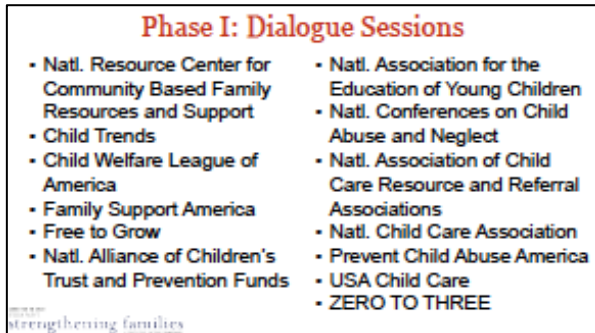 Phase I: Dialogue Sessions
• Natl. Resource Center for
Community Based Family
Resources and Support
• Child Trends
• Child Welfare League of
America
• Family Support America
• Free to Grow
• Natl. Alliance of Children's
Trust and Prevention Funds
• Natl. Association for the
Education of Young Children
• Natl. Conferences on Child
Abuse and Neglect
• Natl. Association of Child
Care Resource and Referral
Associations
• Natl. Child Care Association
• Prevent Child Abuse America
• USA Child Care
• ZERO TO THREE
strengthening families